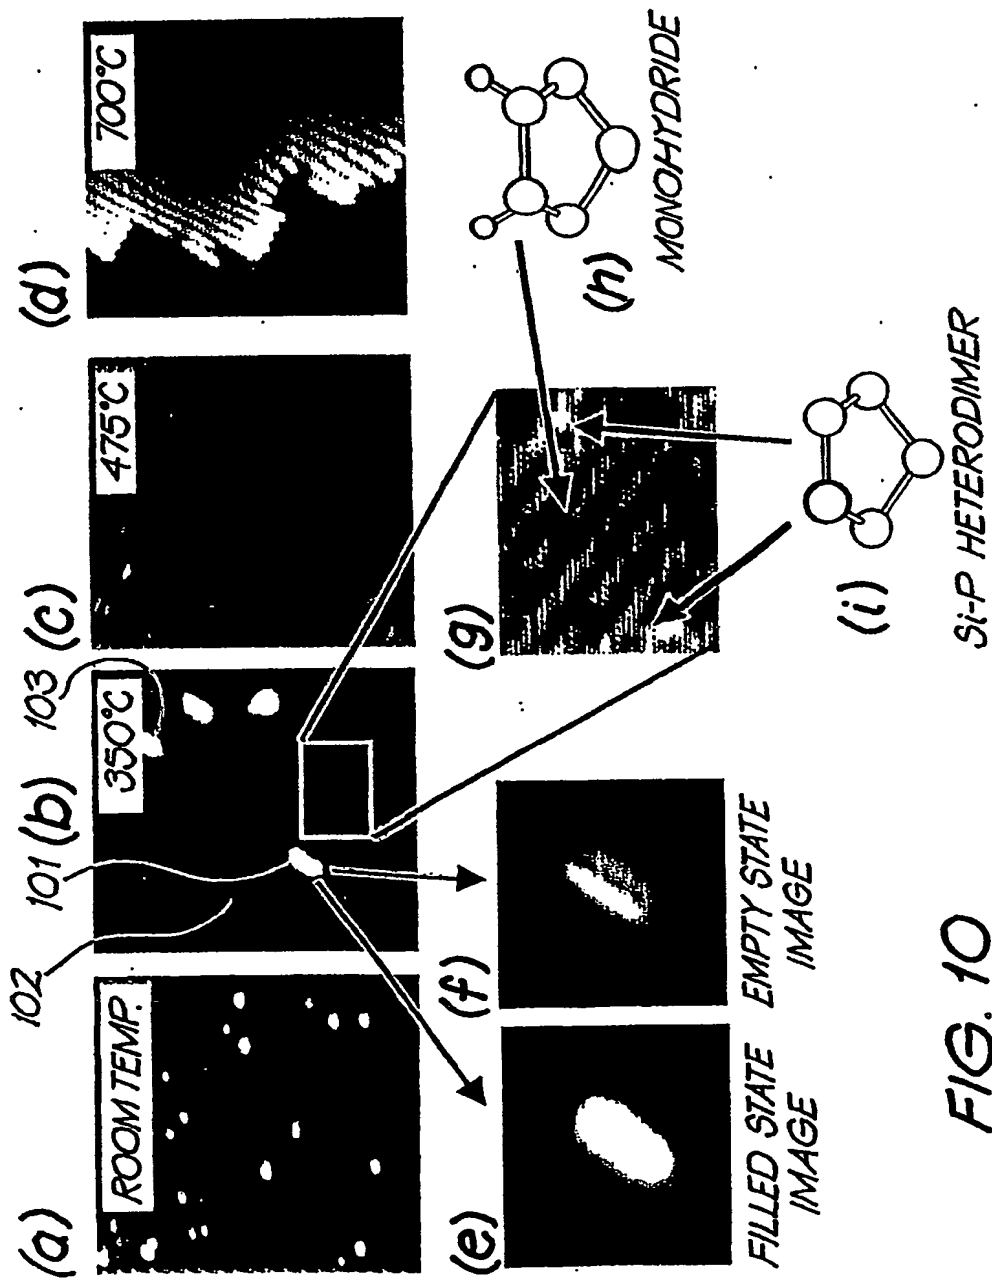 (a)
ROOM TEMP.
102
101
(b)
350°C
103
(c)
475°C
(d)
700°C
(e)
FILLED STATE
IMAGE
(f)
EMPTY STATE
IMAGE
(g)
(h)
MONOHYDRIDE
(i)
Si-P HETERODIMER
FIG. 10